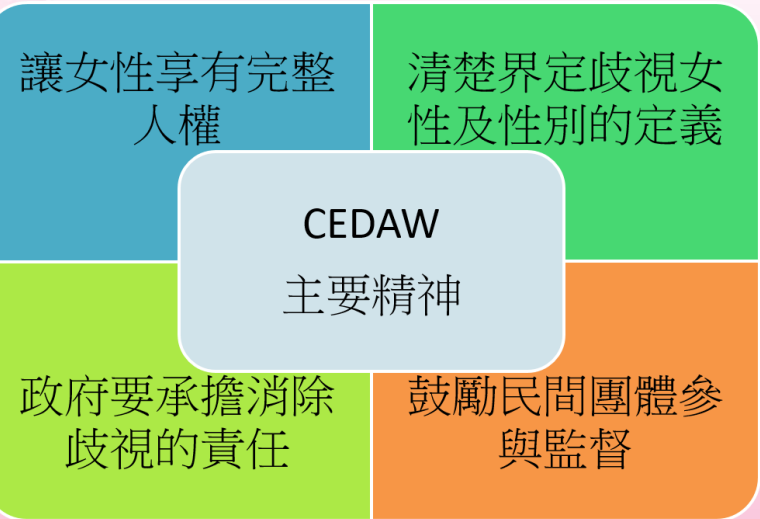 讓女性享有完整
人權
清楚界定歧視女
性及性別的定義
CEDAW
主要精神
政府要承擔消除
歧視的責任
鼓勵民間團體參
與監督